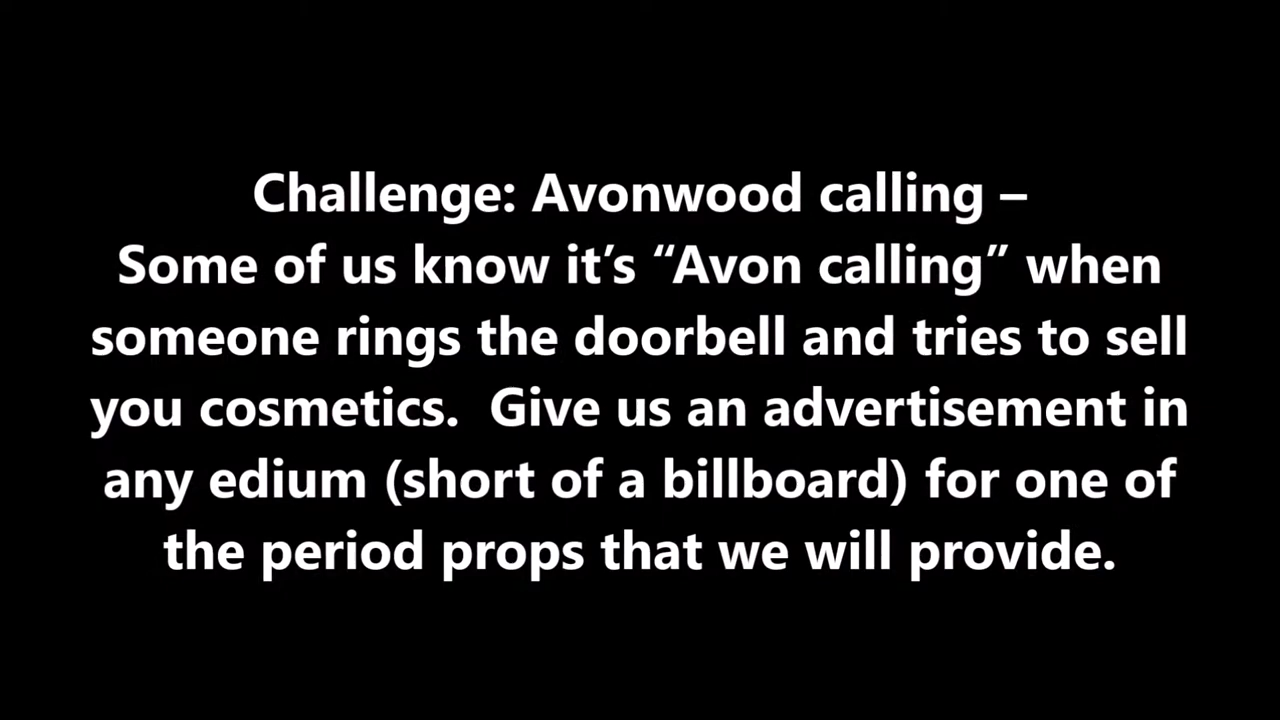 Challenge: Avonwood calling –
Some of us know it’s “Avon calling” when
someone rings the doorbell and tries to sell
you cosmetics.  Give us an advertisement in
any edium (short of a billboard) for one of
the period props that we will provide.